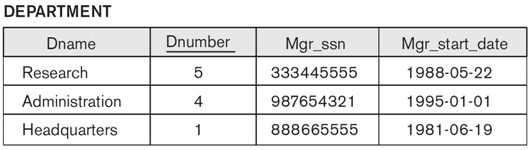 DEPARTMENT
Dname Dnumber Mgr_ssn Mgr_start_date
Research 5 333445555 1988-05-22
Administration 4 987654321 1995-01-01
Headquarters 1 888665555 1981-06-19